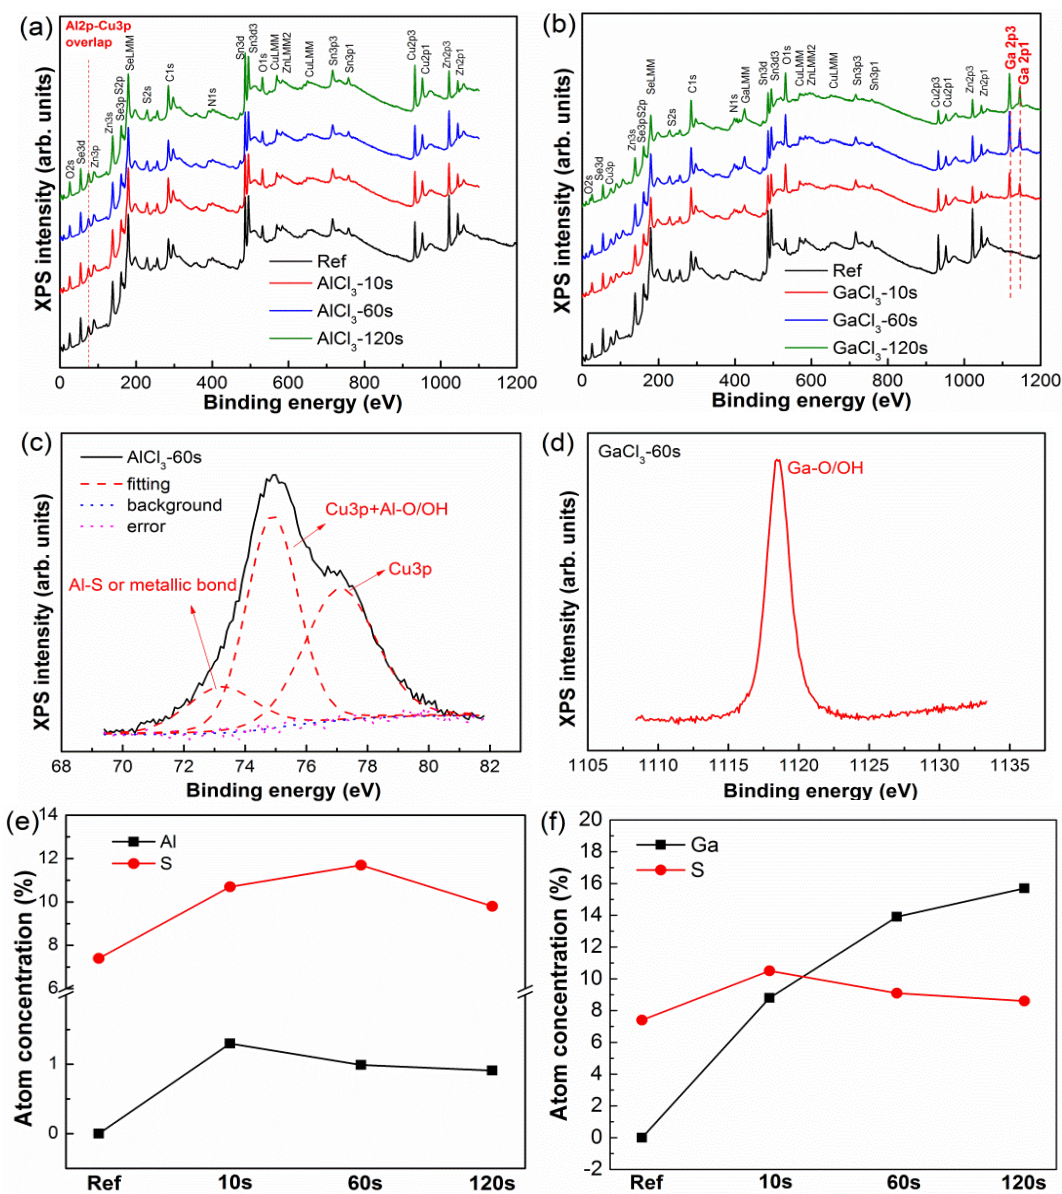 (a)
Al2p-Cu3p
overlap
O2s
Se3d
Zn3p
Zn3s
Se3p
S2p
SeLMM
S2s
C1s
N1s
Sn3d
Sn3d3
O1s
CuLMM
ZnLMM2
CuLMM
Sn3p3
Sn3p1
Cu2p3
Cu2p1
Zn2p3
Zn2p1
Ref
AlCl3-10s
AlCl3-60s
AlCl3-120s
XPS intensity (arb. units)
0 200 400 600 800 1000 1200
Binding energy (eV)
(b)
O2s
Se3d
Cu3p
Zn3s
Se3p
S2p
SeLMM
S2s
C1s
N1s
GaLMM
Sn3d
Sn3d3
O1s
CuLMM
ZnLMM2
CuLMM
Sn3p3
Sn3p1
Cu2p3
Cu2p1
Zn2p3
Zn2p1
Ga 2p3
Ga 2p1
Ref
GaCl3-10s
GaCl3-60s
GaCl3-120s
XPS intensity (arb. units)
0 200 400 600 800 1000 1200
Binding energy (eV)
(c)
AlCl3-60s
fitting
background
error
Cu3p+Al-O/OH
Cu3p
Al-S or metallic bond
XPS intensity (arb. units)
68 70 72 74 76 78 80 82
Binding energy (eV)
(d)
GaCl3-60s
Ga-O/OH
XPS intensity (arb. units)
1105 1110 1115 1120 1125 1130 1135
Binding energy (eV)
(e)
Al
S
Atom concentration (%)
Atom concentration (%)
14
12
10
8
6
1
0
Ref 10s 60s 120s
(f)
Ga
S
Atom concentration (%)
20
18
16
14
12
10
8
6
4
2
0
-2
Ref 10s 60s 120s